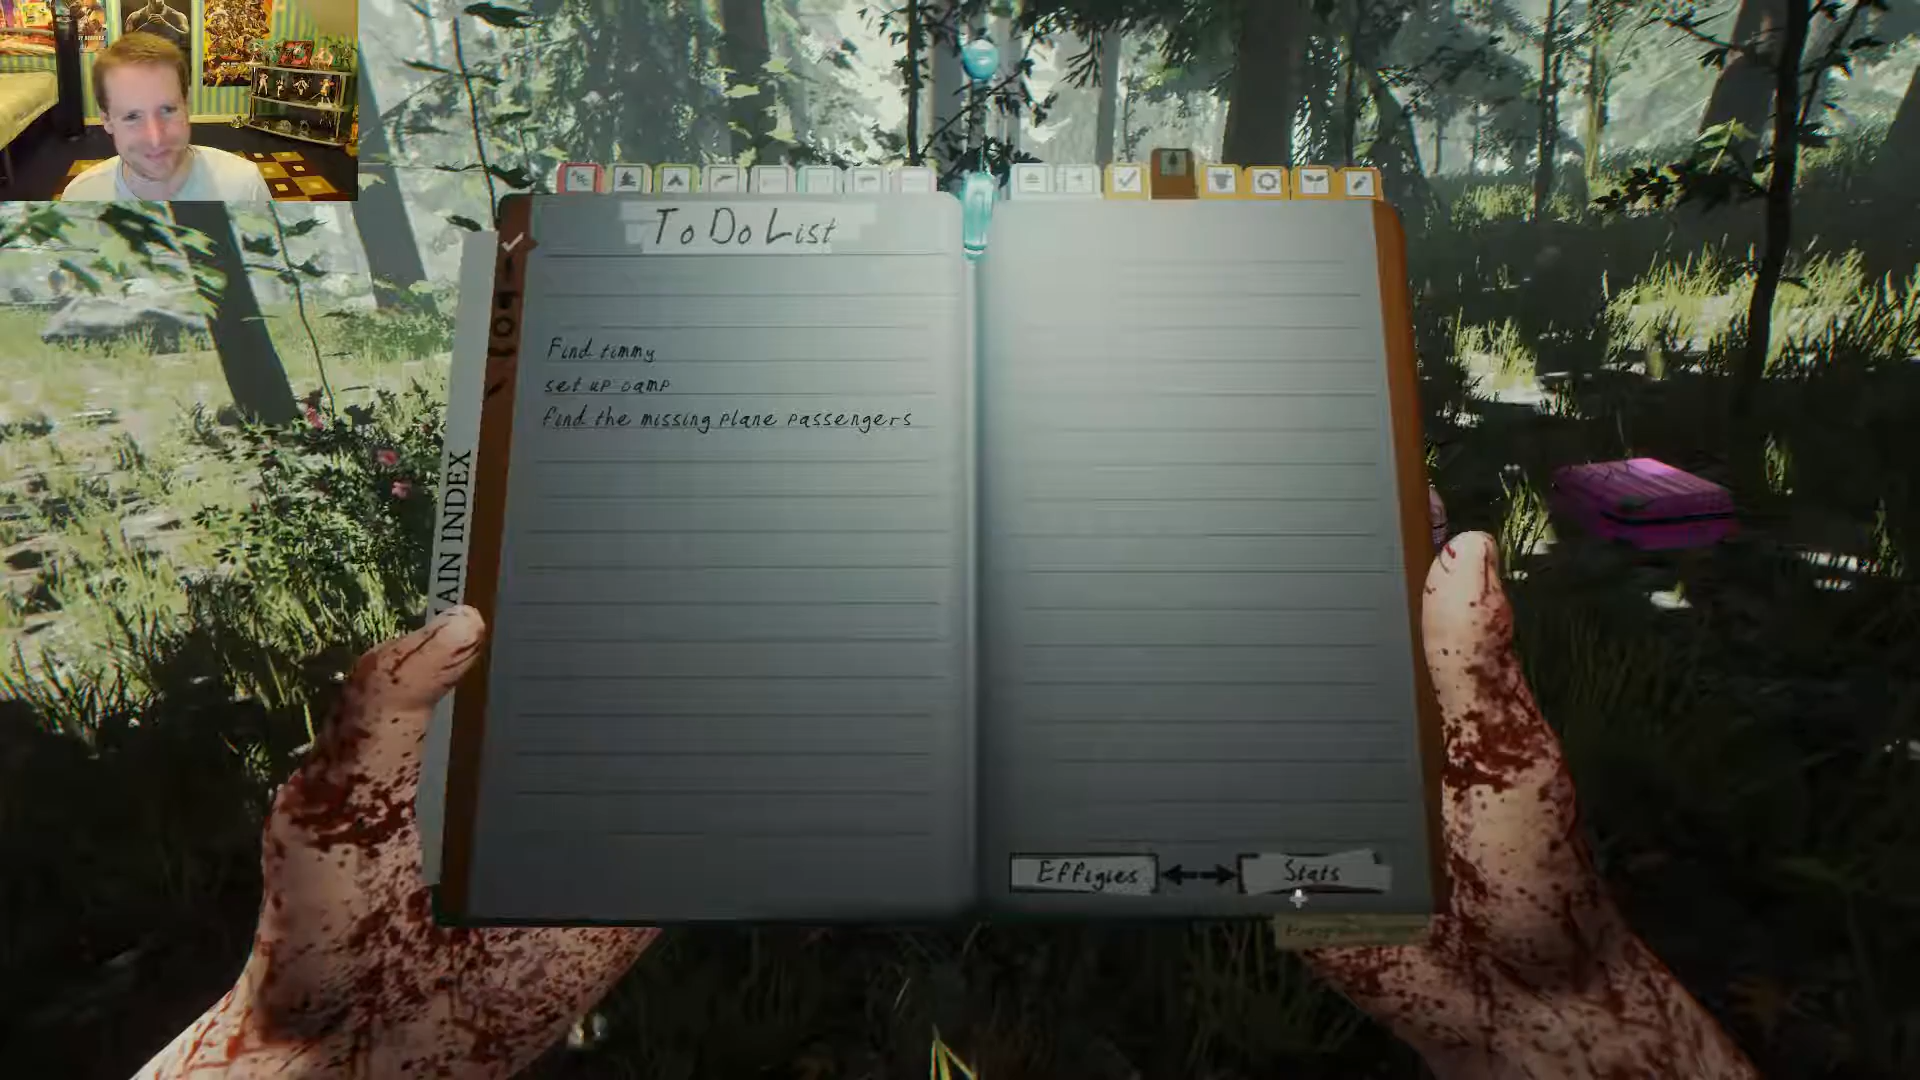 To Do List
Find timmy
set up camp
find the missing plane passengers
AIN INDEX
Effigies
Stats